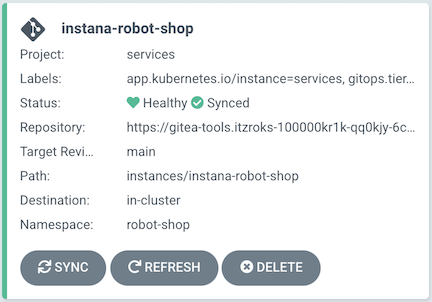 instana-robot-shop
Project: services
Labels: app.kubernetes.io/instance=services, gitops.tier...
Status: Healthy Synced
Repository: https://gitea-tools.itzroks-100000kr1k-qq0kjy-6c...
Target Revi... main
Path: instances/instana-robot-shop
Destination: in-cluster
Namespace: robot-shop
SYNC REFRESH DELETE